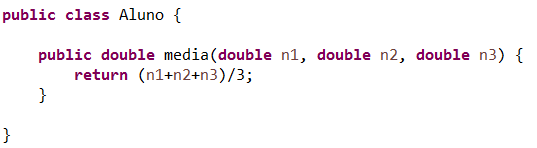 public class Aluno {
public double media(double n1, double n2, double n3) {
return (n1+n2+n3)/3;
}
}